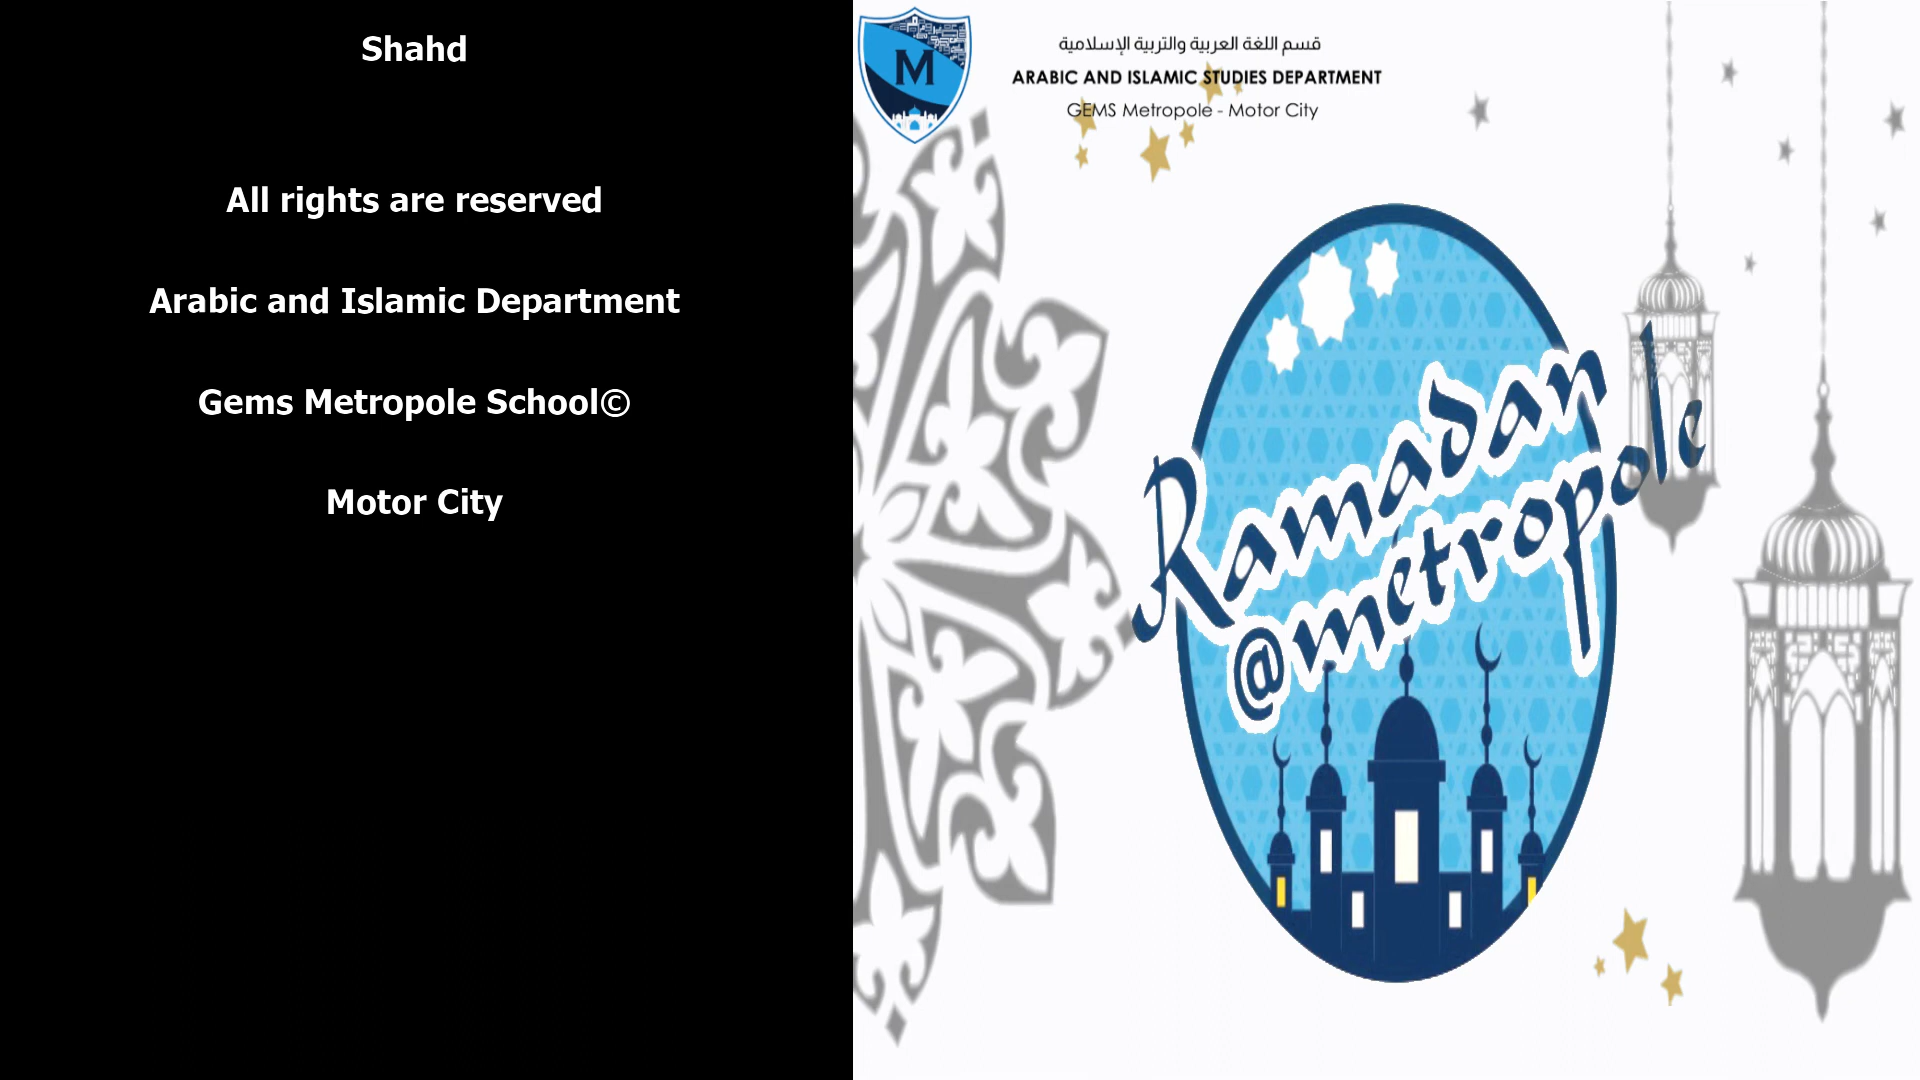 Shahd
All rights are reserved
Arabic and Islamic Department
Gems Metropole School©
Motor City
M
قسم اللغة العربية والتربية الإسلامية
ARABIC AND ISLAMIC STUDIES DEPARTMENT
GEMS Metropole - Motor City
Ramadan
@metropole